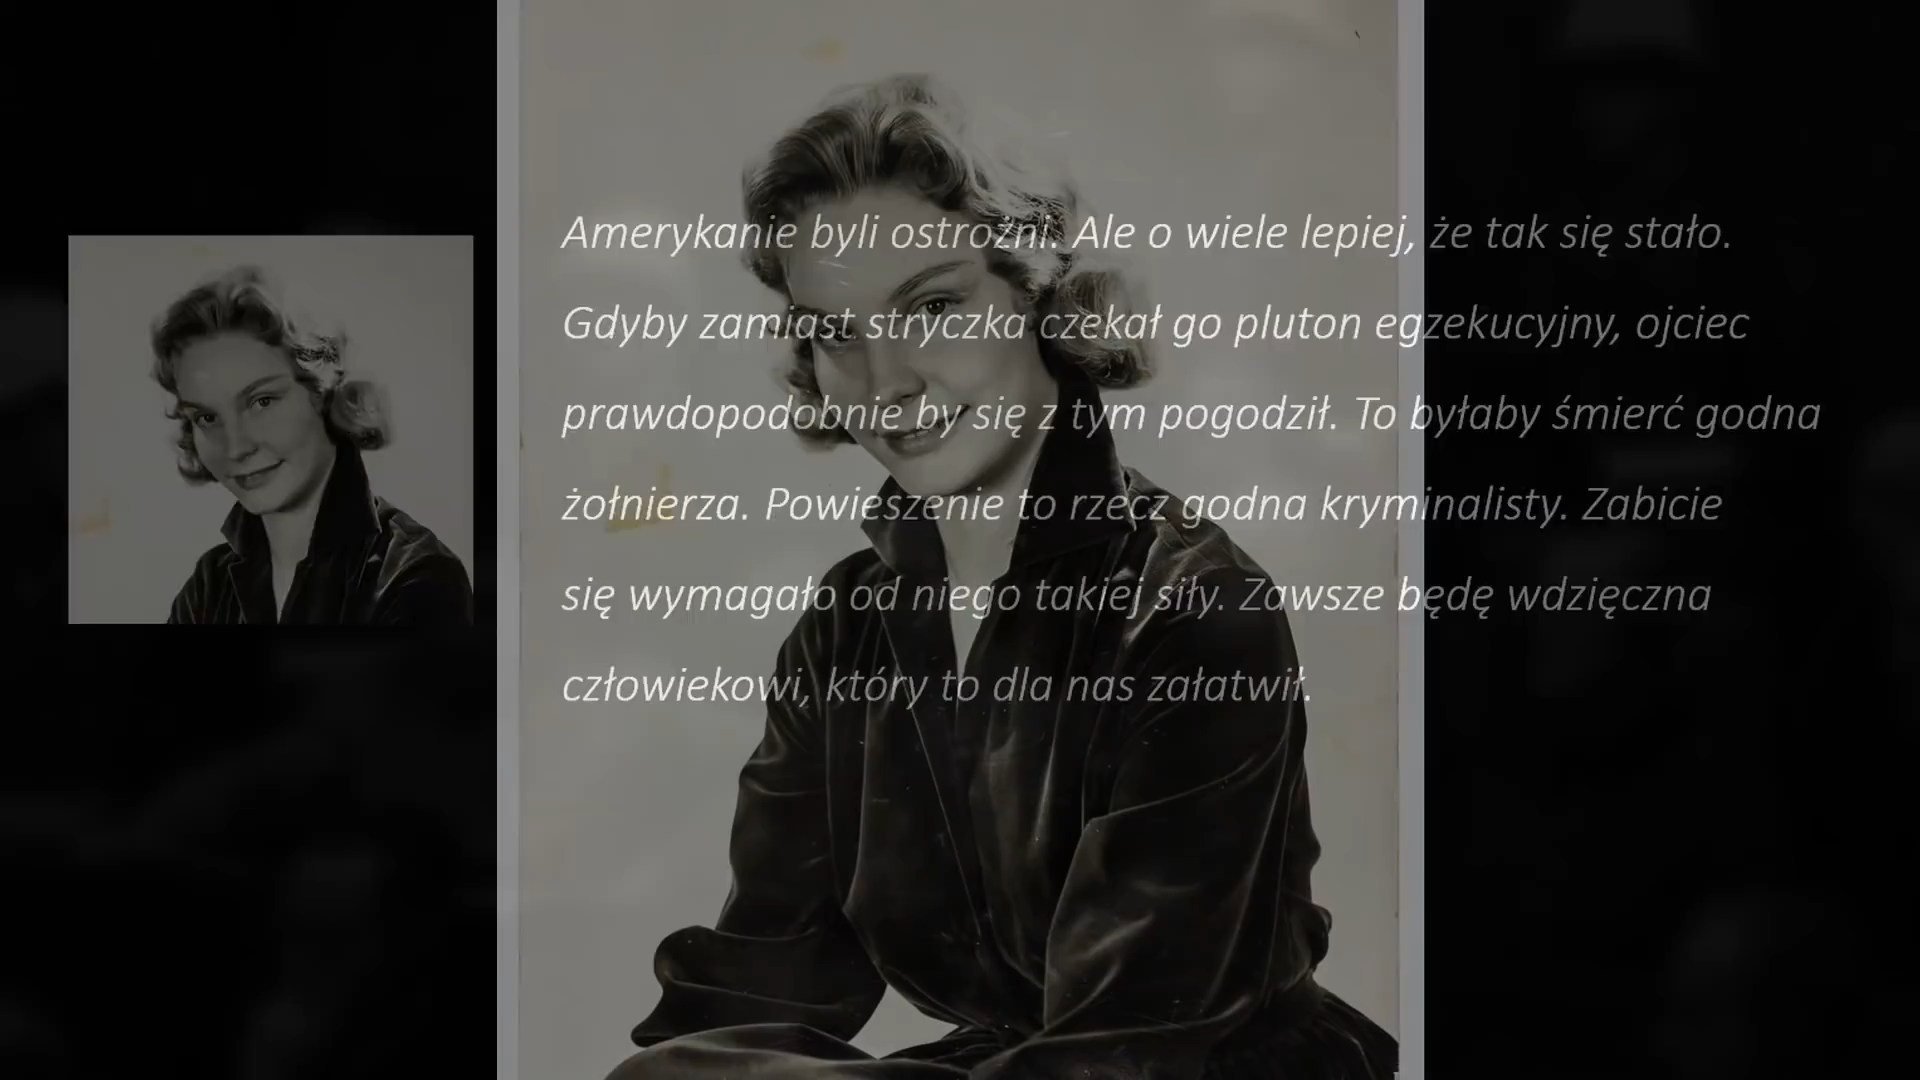 Amerykanie byli ostrożni. Ale o wiele lepiej, że tak się stało.
Gdyby zamiast stryczka czekał go pluton egzekucyjny, ojciec
prawdopodobnie by się z tym pogodził. To byłaby śmierć godna
żołnierza. Powieszenie to rzecz godna kryminalisty. Zabicie
się wymagało od niego takiej siły. Zawsze będę wdzięczna
człowiekowi, który to dla nas załatwił.